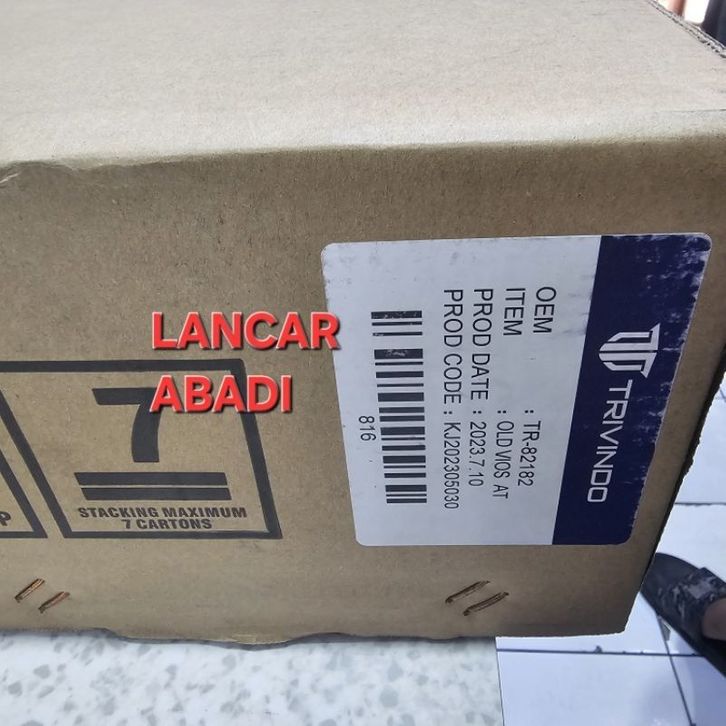 LANCAR
ABADI
7
STACKING MAXIMUM
7 CARTONS
P
TRIVINDO
OEM : TR-82182
ITEM : OLD VIOS AT
PROD DATE : 2023.7.10
PROD CODE : KJ202305030
816